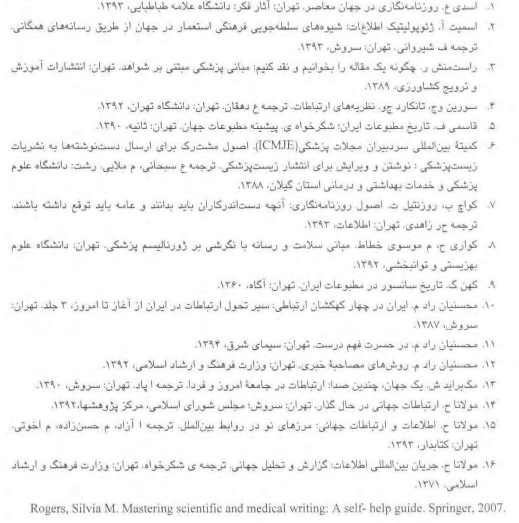 ۱. اسدی ع. روزنامه‌نگاری در جهان معاصر. تهران: آثار فکر؛ دانشگاه علامه طباطبایی، ۱۳۹۳.
۲. اسمیت آ. ژئوپولیتیک اطلاعات: شیوه‌های سلطه‌جویی فرهنگی استعمار در جهان از طریق رسانه‌های همگانی.
ترجمه ف شیروانی. تهران: سروش، ۱۳۹۳.
۳. راست‌منش ر. چگونه یک مقاله را بخوانیم و نقد کنیم: مبانی پزشکی مبتنی بر شواهد. تهران: انتشارات آموزش
و ترویج کشاورزی، ۱۳۸۹.
۴. سورین وج، تانکارد ج‌و. نظریه‌های ارتباطات. ترجمه ع دهقان. تهران: دانشگاه تهران، ۱۳۹۲.
۵. قاسمی ف. تاریخ مطبوعات ایران؛ شکرخواه ی. پیشینه مطبوعات جهان. تهران: ثانیه، ۱۳۹۰.
۶. کمیتهٔ بین‌المللی سردبیران مجلات پزشکی(ICMJE). اصول مشترک برای ارسال دست‌نوشته‌ها به نشریات
زیست‌پزشکی : نوشتن و ویرایش برای انتشار زیست‌پزشکی. ترجمه ع سبحانی، م ملایی. رشت: دانشگاه علوم
پزشکی و خدمات بهداشتی و درمانی استان گیلان، ۱۳۸۸.
۷. کواچ ب، روزنتیل ت. اصول روزنامه‌نگاری: آنچه دست‌اندرکاران باید بدانند و عامه باید توقع داشته باشند.
ترجمه ح‌ر زاهدی. تهران: اطلاعات، ۱۳۹۳.
۸. کواری ح، م موسوی خطاط. مبانی سلامت و رسانه با نگرشی بر ژورنالیسم پزشکی. تهران: دانشگاه علوم
بهزیستی و توانبخشی، ۱۳۹۲.
۹. کهن گ. تاریخ سانسور در مطبوعات ایران. تهران: آگاه، ۱۳۶۰.
۱۰. محسنیان راد م. ایران در چهار کهکشان ارتباطی: سیر تحول ارتباطات در ایران از آغاز تا امروز، ۳ جلد. تهران:
سروش، ۱۳۸۷.
۱۱. محسنیان راد م. در حسرت فهم درست. تهران: سیمای شرق، ۱۳۹۴.
۱۲. محسنیان راد م. روش‌های مصاحبهٔ خبری. تهران: وزارت فرهنگ و ارشاد اسلامی، ۱۳۹۲.
۱۳. مک‌براید ش. یک جهان، چندین صدا: ارتباطات در جامعهٔ امروز و فردا. ترجمه ا پاد. تهران: سروش، ۱۳۹۰.
۱۴. مولانا ح. ارتباطات جهانی در حال گذار. تهران: سروش؛ مجلس شورای اسلامی، مرکز پژوهشها،۱۳۹۲.
۱۵. مولانا ح. اطلاعات و ارتباطات جهانی: مرزهای نو در روابط بین‌الملل. ترجمه ا آزاد، م حسن‌زاده، م اخوتی.
تهران: کتابدار، ۱۳۹۳.
۱۶. مولانا ح. جریان بین‌المللی اطلاعات: گزارش و تحلیل جهانی. ترجمه ی شکرخواه. تهران: وزارت فرهنگ و ارشاد
اسلامی، ۱۳۷۱.
Rogers, Silvia M. Mastering scientific and medical writing: A self- help guide. Springer, 2007.